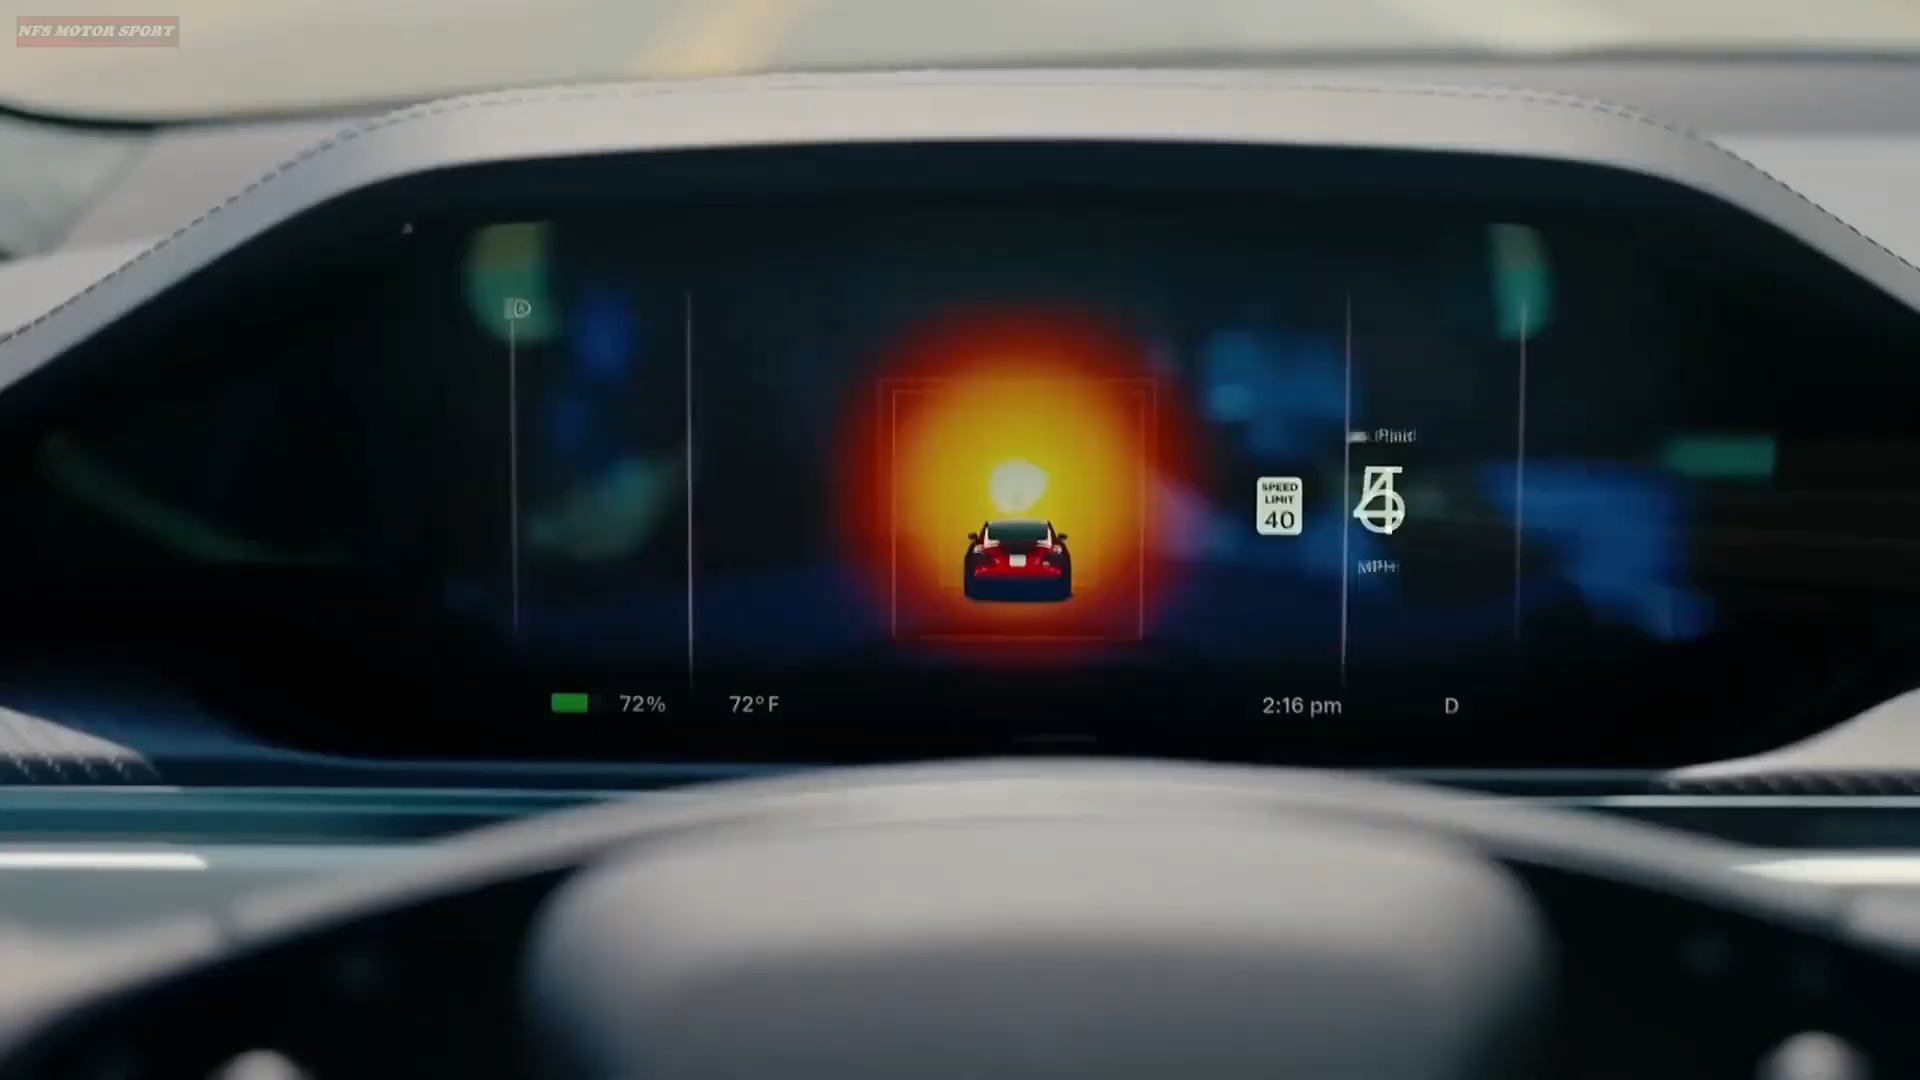 NFS MOTOR SPORT
SPEED
LIMIT
40
MPH
72%
72°F
2:16 pm
D